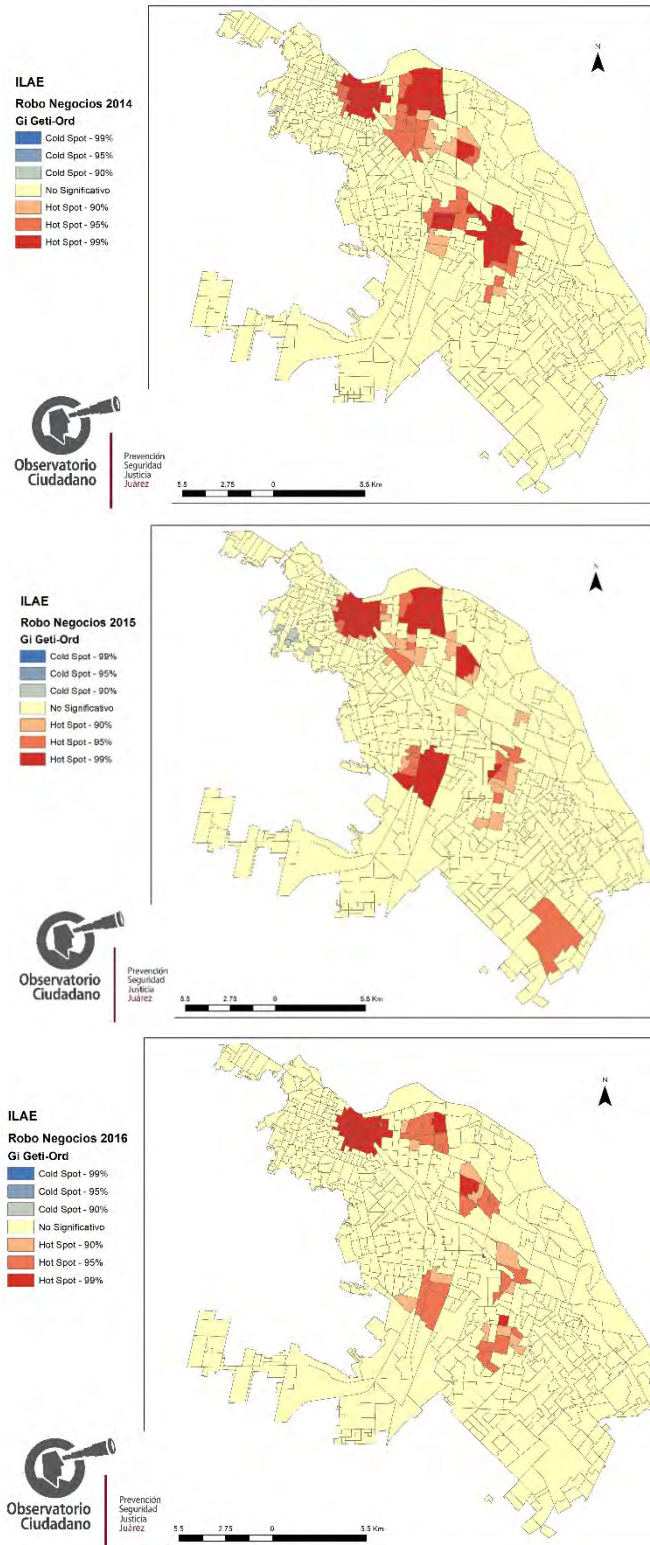 N
ILAE
Robo Negocios 2014
Gi Geti-Ord
Cold Spot - 99%
Cold Spot - 95%
Cold Spot - 90%
No Significativo
Hot Spot - 90%
Hot Spot - 95%
Hot Spot - 99%
Observatorio
Ciudadano
Prevención
Seguridad
Justicia
Juárez
5.5 2.75 0 5.5 Km
N
ILAE
Robo Negocios 2015
Gi Geti-Ord
Cold Spot - 99%
Cold Spot - 95%
Cold Spot - 90%
No Significativo
Hot Spot - 90%
Hot Spot - 95%
Hot Spot - 99%
Observatorio
Ciudadano
Prevención
Seguridad
Justicia
Juárez
5.5 2.75 0 5.5 Km
N
ILAE
Robo Negocios 2016
Gi Geti-Ord
Cold Spot - 99%
Cold Spot - 95%
Cold Spot - 90%
No Significativo
Hot Spot - 90%
Hot Spot - 95%
Hot Spot - 99%
Observatorio
Ciudadano
Prevención
Seguridad
Justicia
Juárez
5.5 2.75 0 5.5 Km